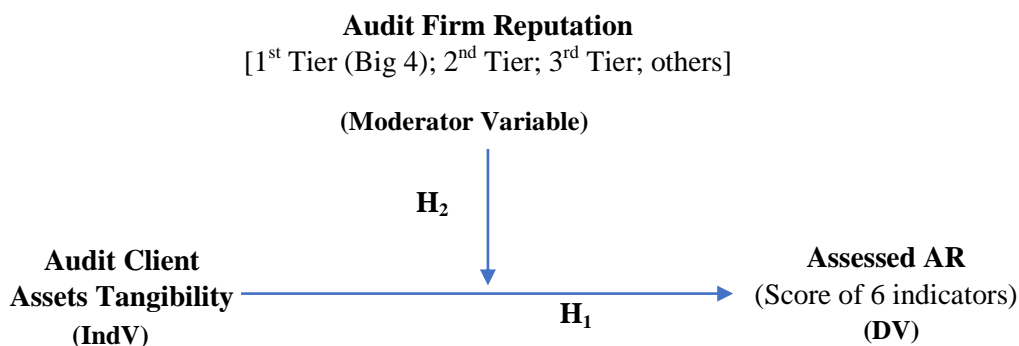 Audit Firm Reputation
[1st Tier (Big 4); 2nd Tier; 3rd Tier; others]
(Moderator Variable)
H2
Audit Client
Assets Tangibility
(IndV)
H1
Assessed AR
(Score of 6 indicators)
(DV)